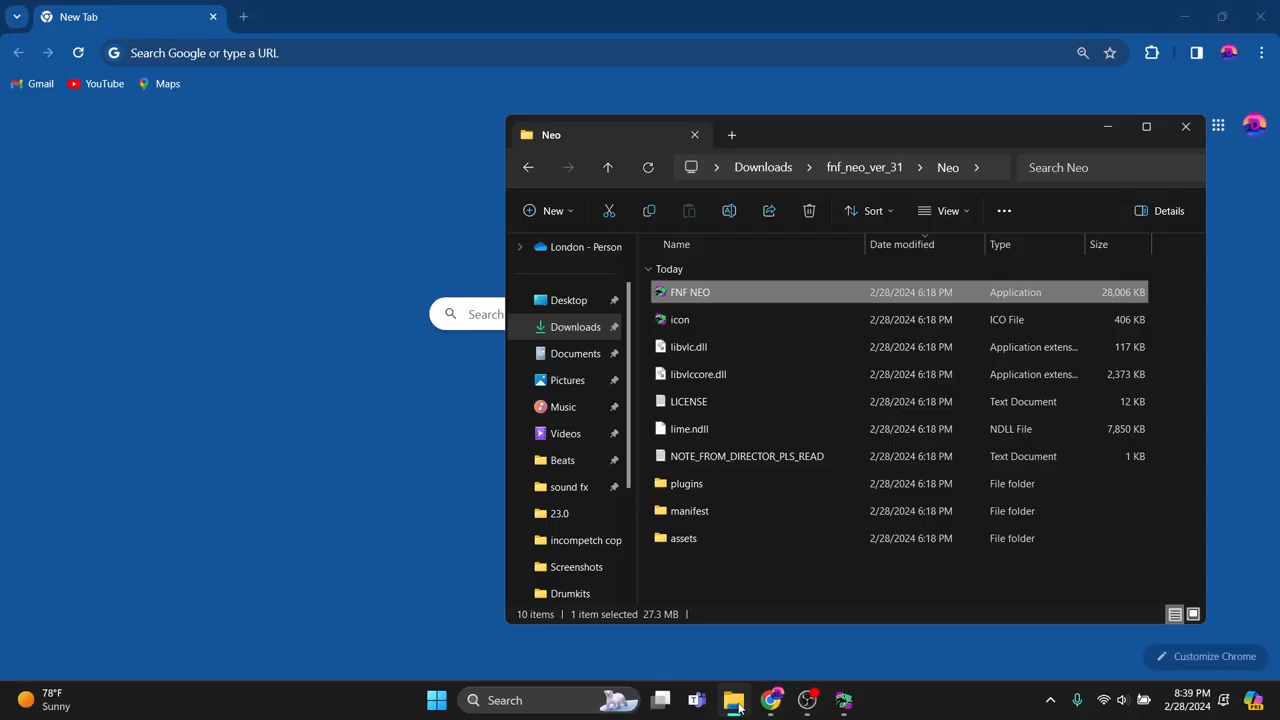 New Tab
Search Google or type a URL
Gmail
YouTube
Maps
Neo
Downloads
fnf_neo_ver_31
Neo
Search Neo
New
Sort
View
Details
London - Person
Desktop
Downloads
Documents
Pictures
Music
Videos
Beats
sound fx
23.0
incompetch cop
Screenshots
Drumkits
Name Date modified Type Size
Today
FNF NEO 2/28/2024 6:18 PM Application 28,006 KB
icon 2/28/2024 6:18 PM ICO File 406 KB
libvlc.dll 2/28/2024 6:18 PM Application extens... 117 KB
libvlccore.dll 2/28/2024 6:18 PM Application extens... 2,373 KB
LICENSE 2/28/2024 6:18 PM Text Document 12 KB
lime.ndll 2/28/2024 6:18 PM NDLL File 7,850 KB
NOTE_FROM_DIRECTOR_PLS_READ 2/28/2024 6:18 PM Text Document 1 KB
plugins 2/28/2024 6:18 PM File folder
manifest 2/28/2024 6:18 PM File folder
assets 2/28/2024 6:18 PM File folder
10 items 1 item selected 27.3 MB
Search
Customize Chrome
78°F
Sunny
Search
8:39 PM
2/28/2024
PRE